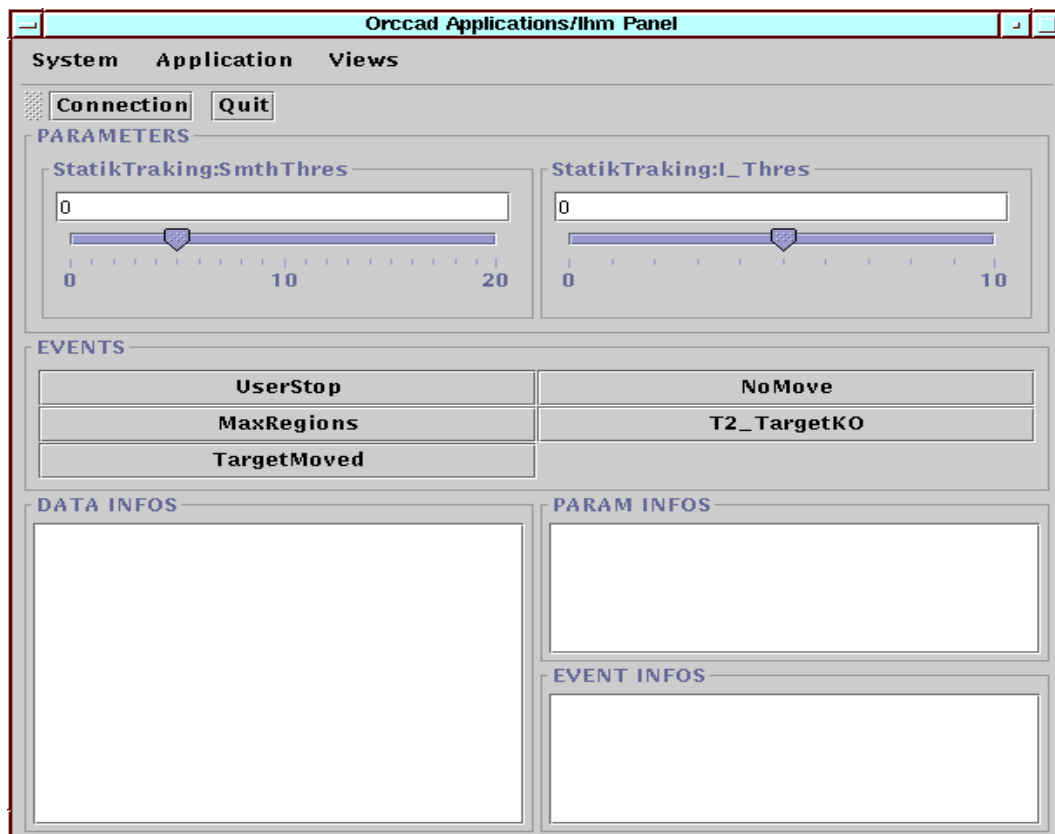 Orccad Applications/Ihm Panel
System Application Views
Connection Quit
PARAMETERS
StatikTraking:SmthThres StatikTraking:I_Thres
0 0
0 10 20 0 10
EVENTS
UserStop NoMove
MaxRegions T2_TargetKO
TargetMoved
DATA INFOS PARAM INFOS
EVENT INFOS